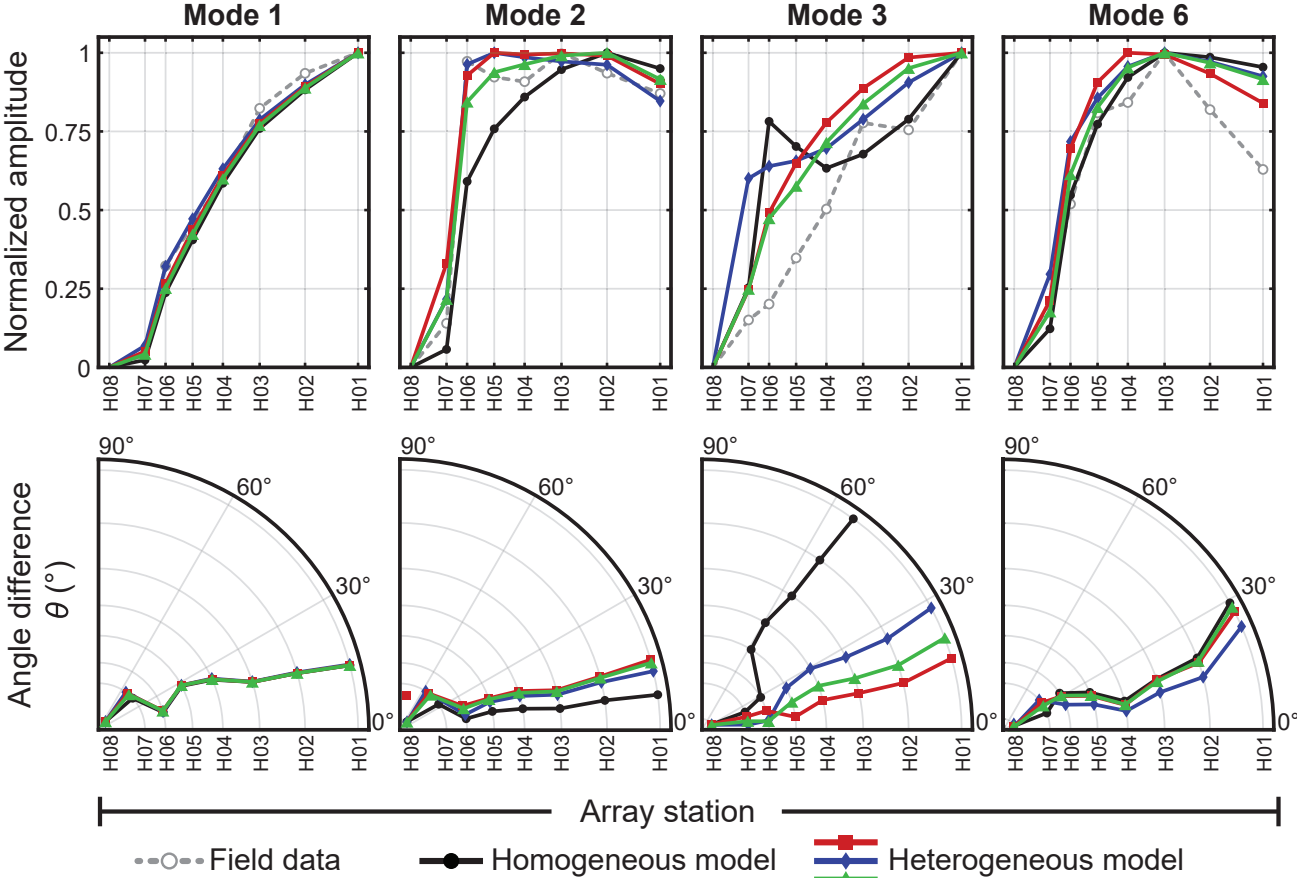 Mode 1 Mode 2 Mode 3 Mode 6
Normalized amplitude
1
0.75
0.5
0.25
0
H08 H07 H06 H05 H04 H03 H02 H01
H08 H07 H06 H05 H04 H03 H02 H01
H08 H07 H06 H05 H04 H03 H02 H01
H08 H07 H06 H05 H04 H03 H02 H01
Angle difference
θ (°)
90° 60° 30° 0°
90° 60° 30° 0°
90° 60° 30° 0°
90° 60° 30° 0°
H08 H07 H06 H05 H04 H03 H02 H01
H08 H07 H06 H05 H04 H03 H02 H01
H08 H07 H06 H05 H04 H03 H02 H01
H08 H07 H06 H05 H04 H03 H02 H01
Array station
Field data Homogeneous model Heterogeneous model